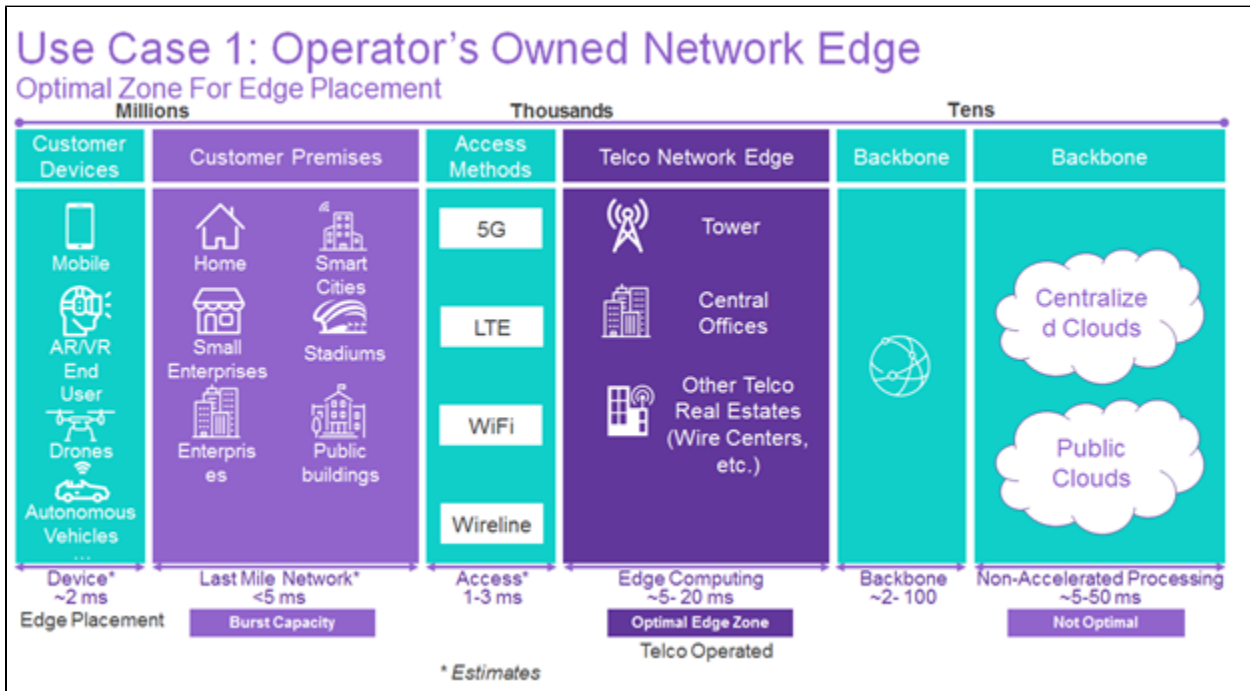 Use Case 1: Operator's Owned Network Edge
Optimal Zone For Edge Placement
Millions
Thousands
Tens
Customer
Devices
Customer Premises
Access
Methods
Telco Network Edge
Backbone
Backbone
Mobile
AR/VR
End
User
Drones
Autonomous
Vehicles
...
Home
Smart
Cities
Small
Enterprises
Stadiums
Enterpris
es
Public
buildings
5G
LTE
WiFi
Wireline
Tower
Central
Offices
Other Telco
Real Estates
(Wire Centers,
etc.)
Centralize
d Clouds
Public
Clouds
Device*
~2 ms
Last Mile Network*
<5 ms
Access*
1-3 ms
Edge Computing
~5- 20 ms
Backbone
~2- 100
Non-Accelerated Processing
~5-50 ms
Edge Placement
Burst Capacity
Optimal Edge Zone
Not Optimal
Telco Operated
* Estimates